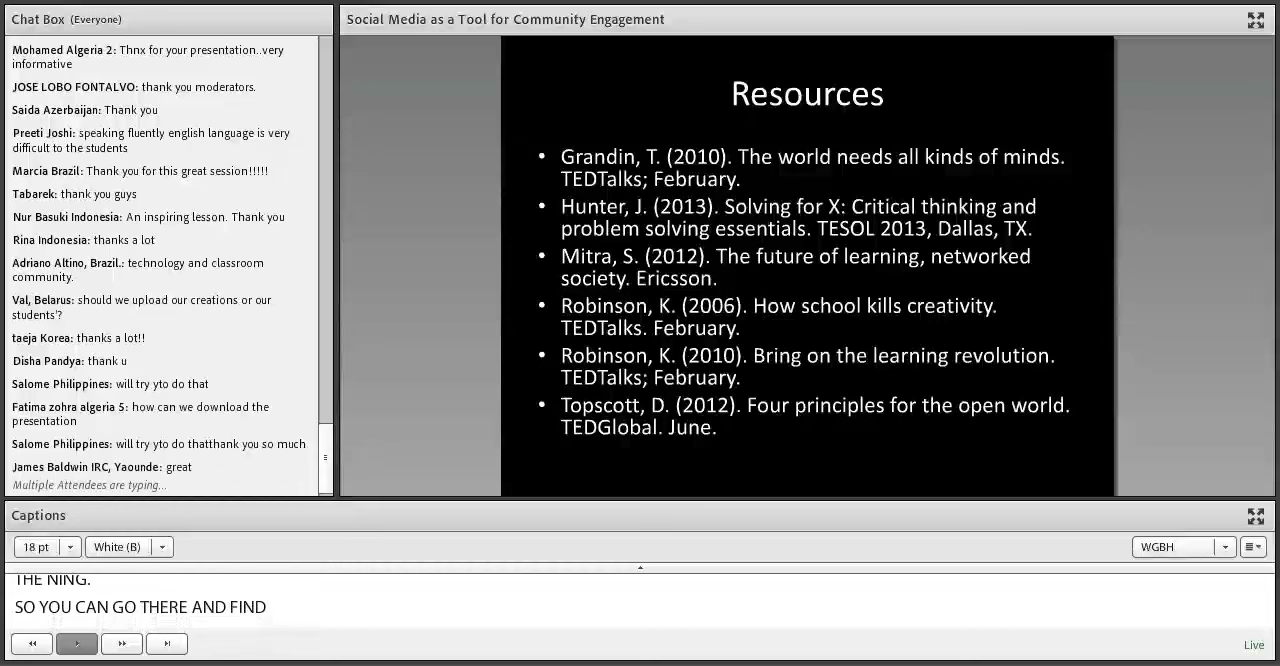 Chat Box (Everyone)
Mohamed Algeria 2: Thnx for your presentation..very
informative
JOSE LOBO FONTALVO: thank you moderators.
Saida Azerbaijan: Thank you
Preeti Joshi: speaking fluently english language is very
difficult to the students
Marcia Brazil: Thank you for this great session!!!!!
Tabarek: thank you guys
Nur Basuki Indonesia: An inspiring lesson. Thank you
Rina Indonesia: thanks a lot
Adriano Altino, Brazil.: technology and classroom
community.
Val, Belarus: should we upload our creations or our
students'?
taeja Korea: thanks a lot!!
Disha Pandya: thank u
Salome Philippines: will try yto do that
Fatima zohra algeria 5: how can we download the
presentation
Salome Philippines: will try yto do thatthank you so much
James Baldwin IRC, Yaounde: great
Multiple Attendees are typing...
Social Media as a Tool for Community Engagement
Resources
• Grandin, T. (2010). The world needs all kinds of minds.
TEDTalks; February.
• Hunter, J. (2013). Solving for X: Critical thinking and
problem solving essentials. TESOL 2013, Dallas, TX.
• Mitra, S. (2012). The future of learning, networked
society. Ericsson.
• Robinson, K. (2006). How school kills creativity.
TEDTalks. February.
• Robinson, K. (2010). Bring on the learning revolution.
TEDTalks; February.
• Topscott, D. (2012). Four principles for the open world.
TEDGlobal. June.
Captions
18 pt White (B) WGBH
THE NING.
SO YOU CAN GO THERE AND FIND
Live